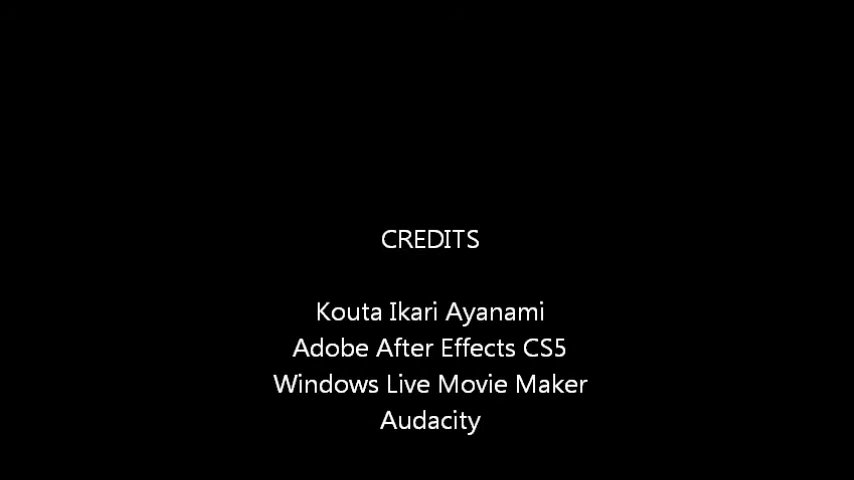 CREDITS
Kouta Ikari Ayanami
Adobe After Effects CS5
Windows Live Movie Maker
Audacity